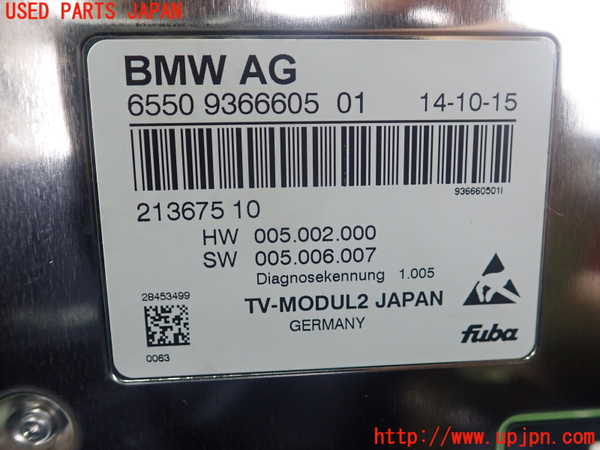 USED PARTS JAPAN
BMW AG
6550 9366605 01 14-10-15
936660501I
213675 10
HW 005.002.000
SW 005.006.007
Diagnosekennung 1.005
28453499
TV-MODUL2 JAPAN
GERMANY
fuba
0063
http://www.upjpn.com